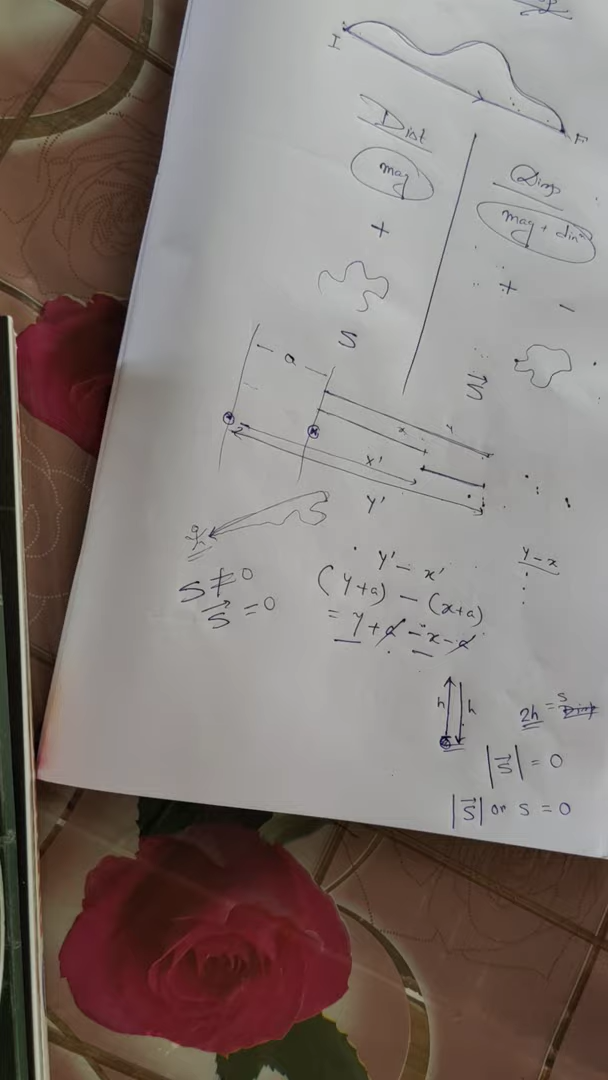 I
F
Dist
Disp
mag
mag + dirⁿ
+
+ -
S
S⃗
a
x y
x'
y'
y' - x'
y - x
(y+a) - (x+a)
= y + a - x - a
S ≠ 0
S⃗ = 0
h h
2h = S
|S⃗| = 0
|S⃗| or S = 0